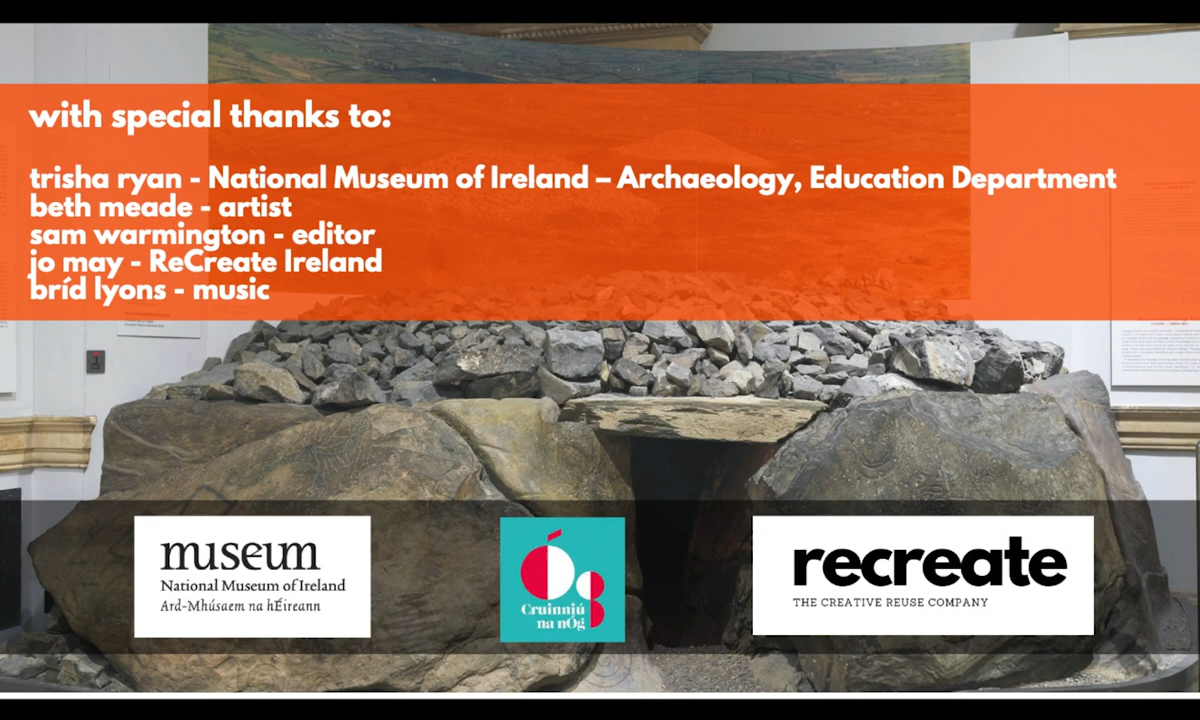 with special thanks to:
trisha ryan - National Museum of Ireland – Archaeology, Education Department
beth meade - artist
sam warmington - editor
jo may - ReCreate Ireland
bríd lyons - music
museum
National Museum of Ireland
Ard-Mhúsaem na hÉireann
Cruinniú
na nÓg
recreate
THE CREATIVE REUSE COMPANY